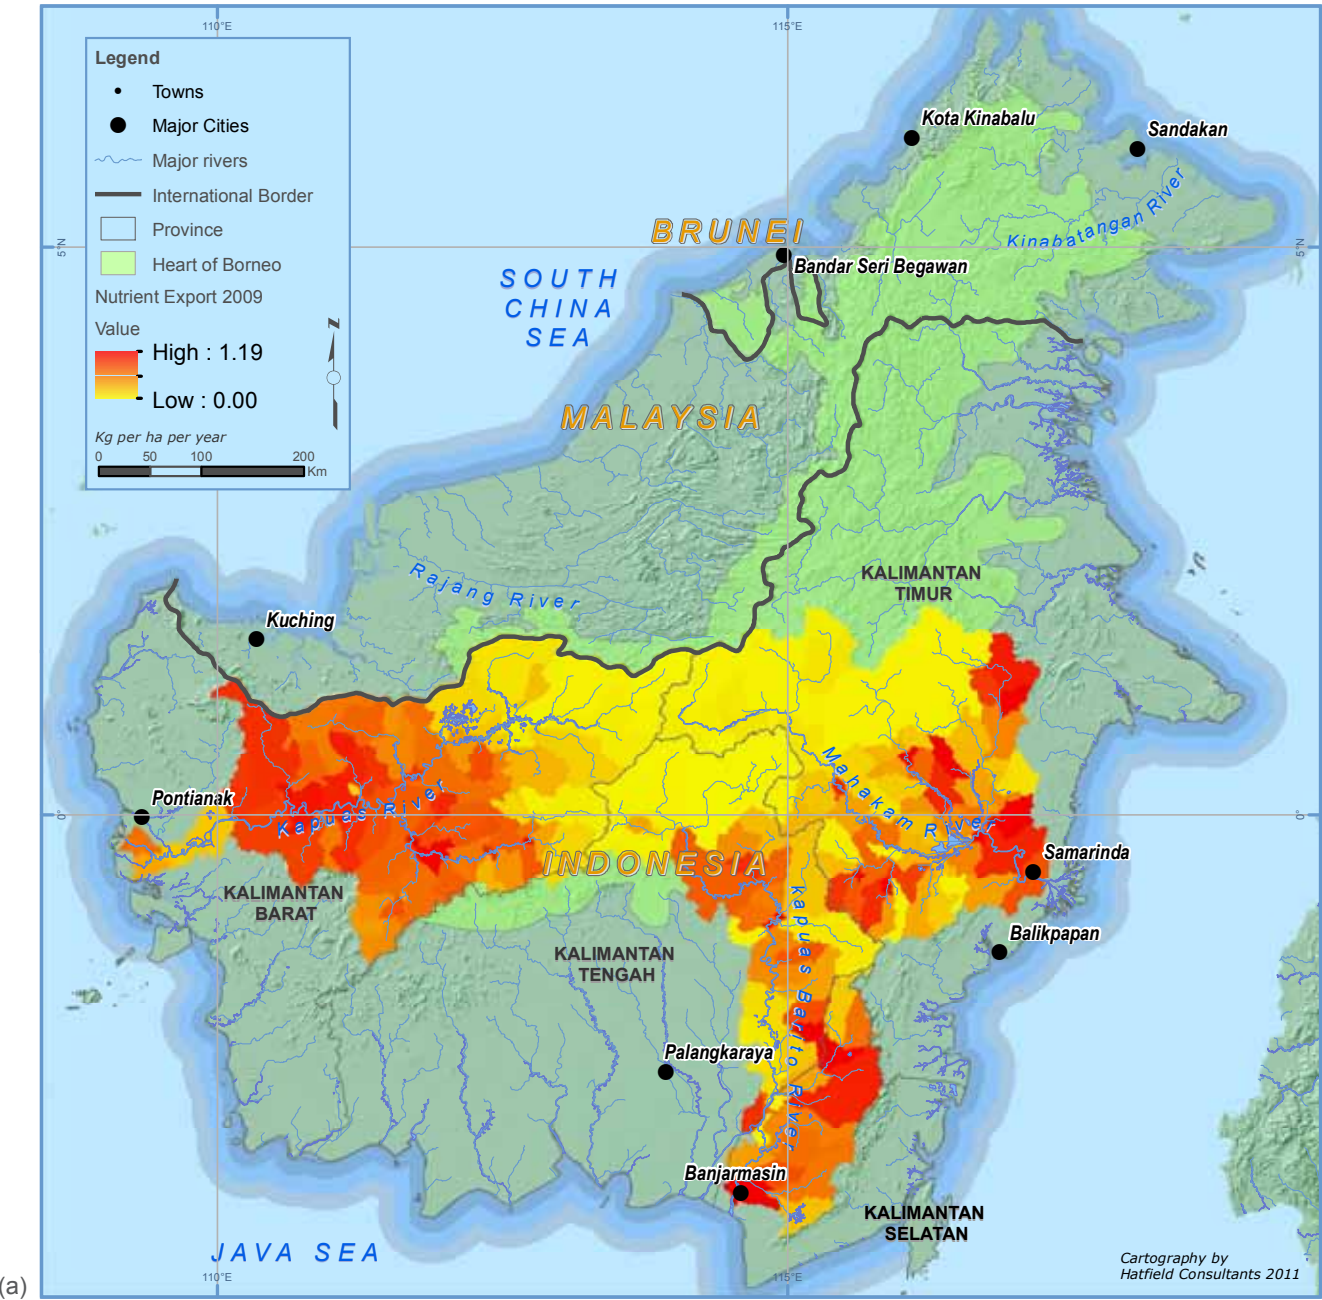 110°E
115°E
Legend
Towns
Major Cities
Major rivers
International Border
Province
Heart of Borneo
Nutrient Export 2009
Value
High : 1.19
Low : 0.00
Kg per ha per year
0 50 100 200
Km
N
Kota Kinabalu
Sandakan
Kinabatangan River
BRUNEI
5°N
5°N
Bandar Seri Begawan
SOUTH
CHINA
SEA
MALAYSIA
Rajang River
KALIMANTAN
TIMUR
Kuching
Mahakam River
Pontianak
Kapuas River
0°
0°
INDONESIA
Samarinda
KALIMANTAN
BARAT
Kapuas Barito River
Balikpapan
KALIMANTAN
TENGAH
Palangkaraya
Banjarmasin
KALIMANTAN
SELATAN
JAVA SEA
Cartography by
Hatfield Consultants 2011
110°E
115°E
(a)